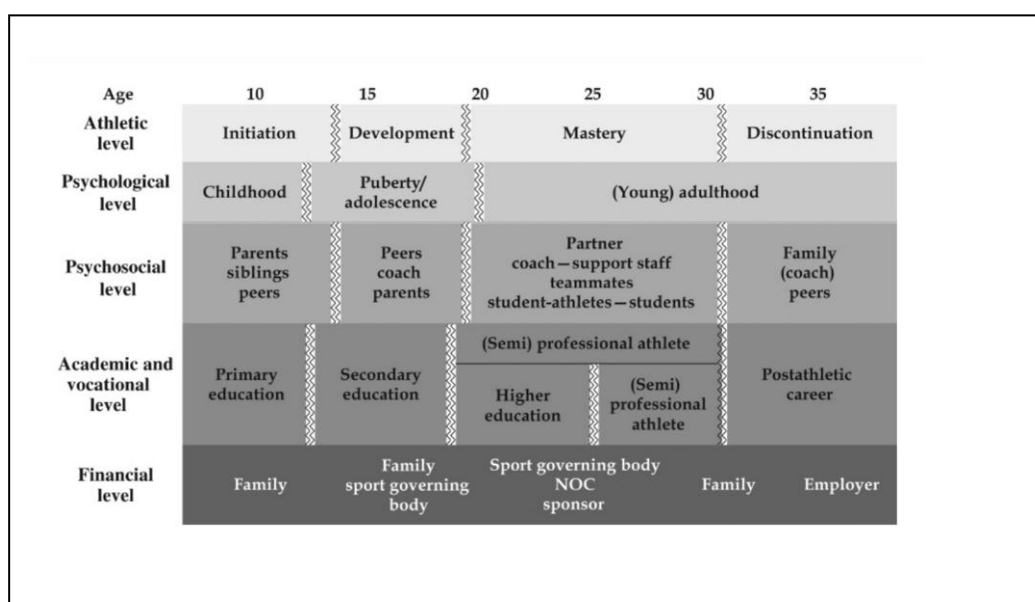 Age 10 15 20 25 30 35
Athletic level Initiation Development Mastery Discontinuation
Psychological level Childhood Puberty/ adolescence (Young) adulthood
Psychosocial level
Parents
siblings
peers
Peers
coach
parents
Partner
coach—support staff
teammates
student-athletes—students
Family
(coach)
peers
Academic and
vocational
level
Primary
education
Secondary
education
(Semi) professional athlete
Higher
education
(Semi)
professional
athlete
Postathletic
career
Financial
level
Family
Family
sport governing
body
Sport governing body
NOC
sponsor
Family
Employer